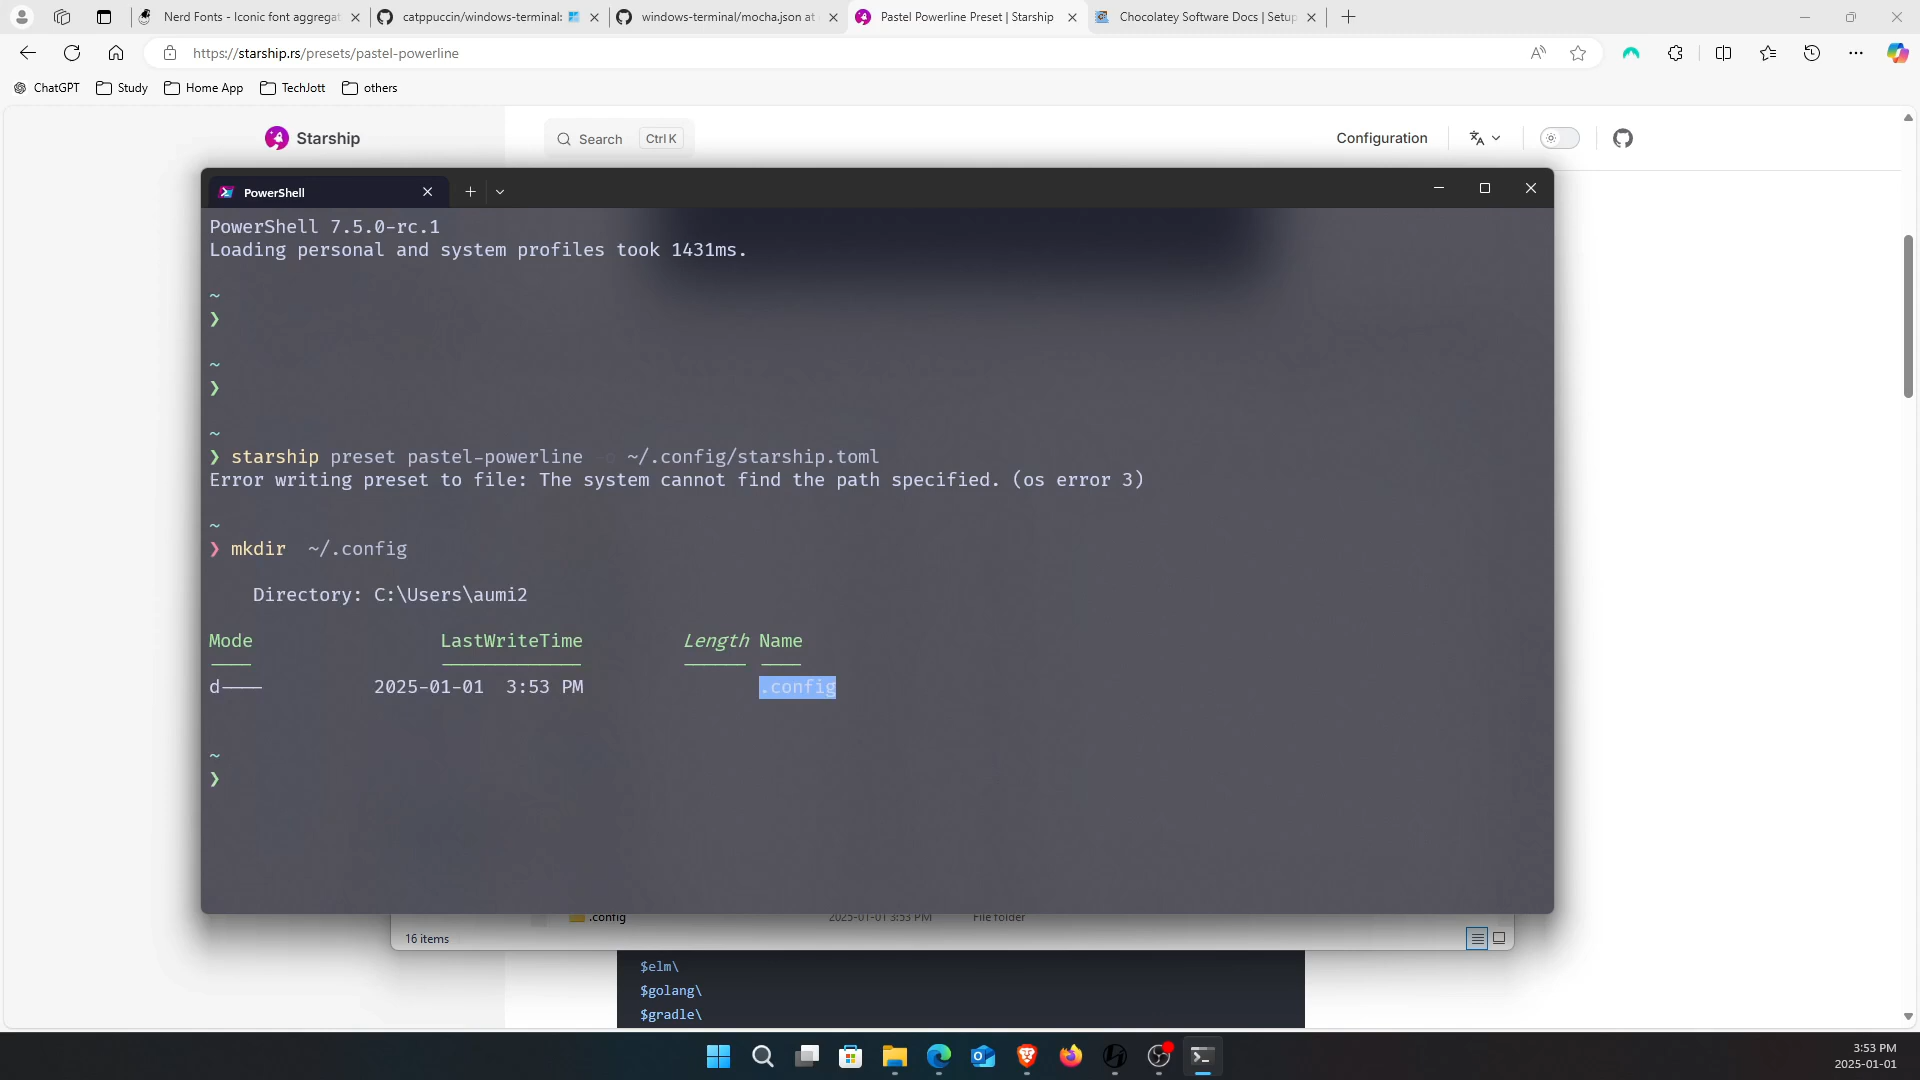 Nerd Fonts - Iconic font aggregat
catppuccin/windows-terminal:
windows-terminal/mocha.json at
Pastel Powerline Preset | Starship
Chocolatey Software Docs | Setup
https://starship.rs/presets/pastel-powerline
ChatGPT
Study
Home App
TechJott
others
Starship
Search
Ctrl K
Configuration
PowerShell
PowerShell 7.5.0-rc.1
Loading personal and system profiles took 1431ms.
~
❯
~
❯
~
❯ starship preset pastel-powerline -o ~/.config/starship.toml
Error writing preset to file: The system cannot find the path specified. (os error 3)
~
❯ mkdir  ~/.config
Directory: C:\Users\aumi2
Mode LastWriteTime Length Name
---- ------------- ------ ----
d---- 2025-01-01 3:53 PM .config
~
❯
.config 2025-01-01 3:53 PM File folder
16 items
$elm\
$golang\
$gradle\
3:53 PM
2025-01-01